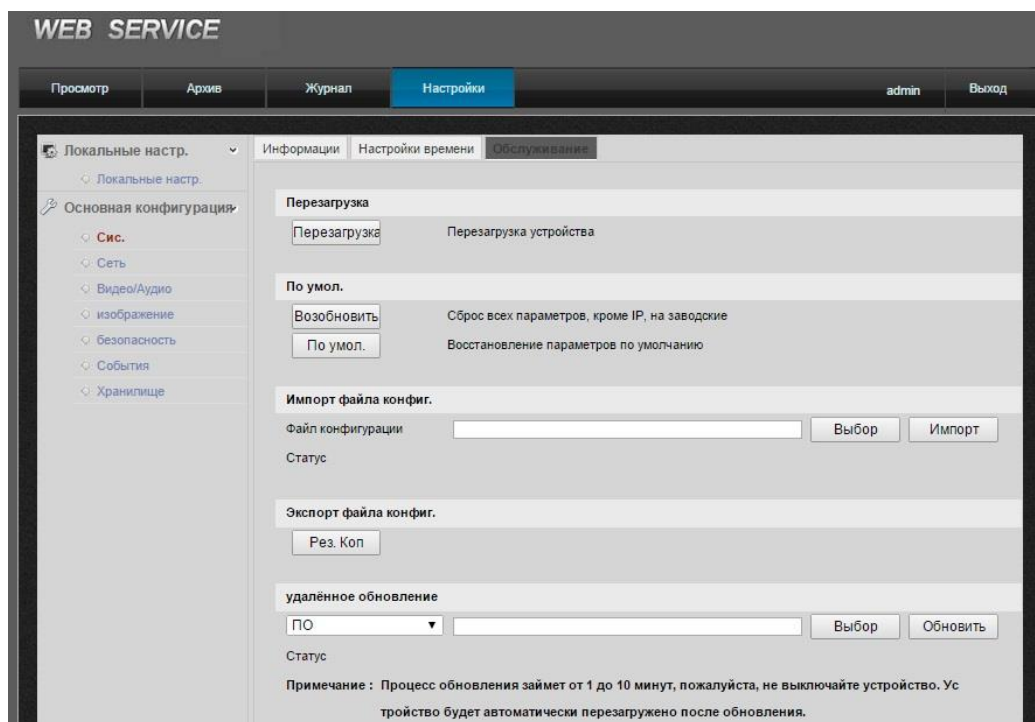 WEB SERVICE
Просмотр Архив Журнал Настройки admin Выход
Локальные настр.
Локальные настр.
Основная конфигурация
Сис.
Сеть
Видео/Аудио
изображение
безопасность
События
Хранилище
Информации Настройки времени Обслуживание
Перезагрузка
Перезагрузка Перезагрузка устройства
По умол.
Возобновить Сброс всех параметров, кроме IP, на заводские
По умол. Восстановление параметров по умолчанию
Импорт файла конфиг.
Файл конфигурации Выбор Импорт
Статус
Экспорт файла конфиг.
Рез. Коп
удалённое обновление
ПО Выбор Обновить
Статус
Примечание : Процесс обновления займет от 1 до 10 минут, пожалуйста, не выключайте устройство. Ус
тройство будет автоматически перезагружено после обновления.